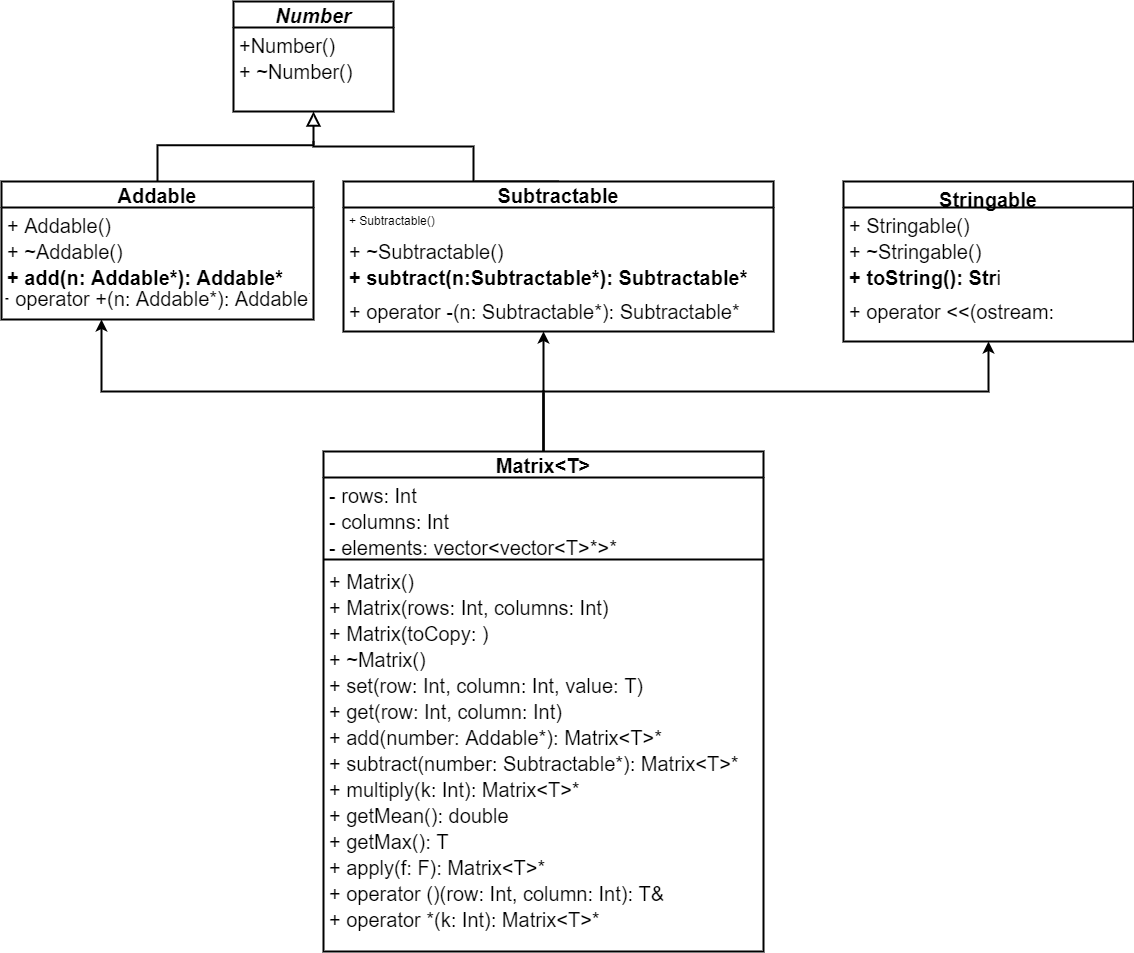 Number
+Number()
+ ~Number()
Addable
+ Addable()
+ ~Addable()
+ add(n: Addable*): Addable*
- operator +(n: Addable*): Addable
Subtractable
+ Subtractable()
+ ~Subtractable()
+ subtract(n:Subtractable*): Subtractable*
+ operator -(n: Subtractable*): Subtractable*
Stringable
+ Stringable()
+ ~Stringable()
+ toString(): Stri
+ operator <<(ostream:
Matrix<T>
- rows: Int
- columns: Int
- elements: vector<vector<T>*>*
+ Matrix()
+ Matrix(rows: Int, columns: Int)
+ Matrix(toCopy: )
+ ~Matrix()
+ set(row: Int, column: Int, value: T)
+ get(row: Int, column: Int)
+ add(number: Addable*): Matrix<T>*
+ subtract(number: Subtractable*): Matrix<T>*
+ multiply(k: Int): Matrix<T>*
+ getMean(): double
+ getMax(): T
+ apply(f: F): Matrix<T>*
+ operator ()(row: Int, column: Int): T&
+ operator *(k: Int): Matrix<T>*